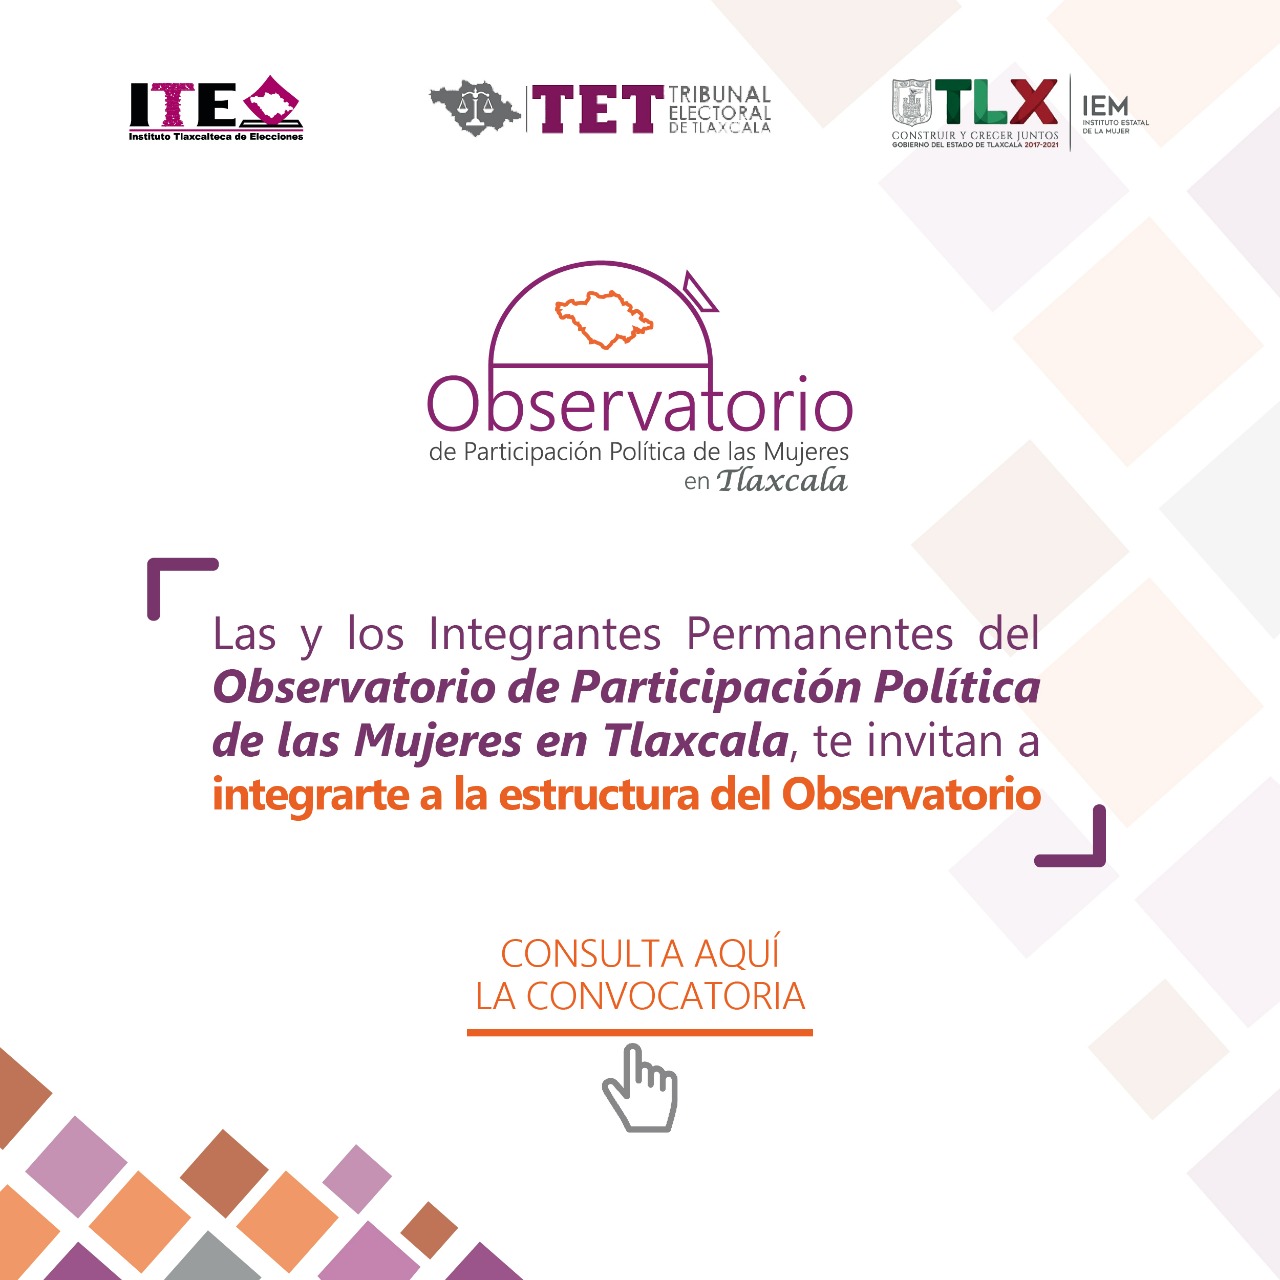 ITE
Instituto Tlaxcalteca de Elecciones
TET
TRIBUNAL
ELECTORAL
DE TLAXCALA
TLX
CONSTRUIR Y CRECER JUNTOS
GOBIERNO DEL ESTADO DE TLAXCALA 2017-2021
IEM
INSTITUTO ESTATAL
DE LA MUJER
Observatorio
de Participación Política de las Mujeres
en Tlaxcala
Las y los Integrantes Permanentes del
Observatorio de Participación Política
de las Mujeres en Tlaxcala, te invitan a
integrarte a la estructura del Observatorio
CONSULTA AQUÍ
LA CONVOCATORIA